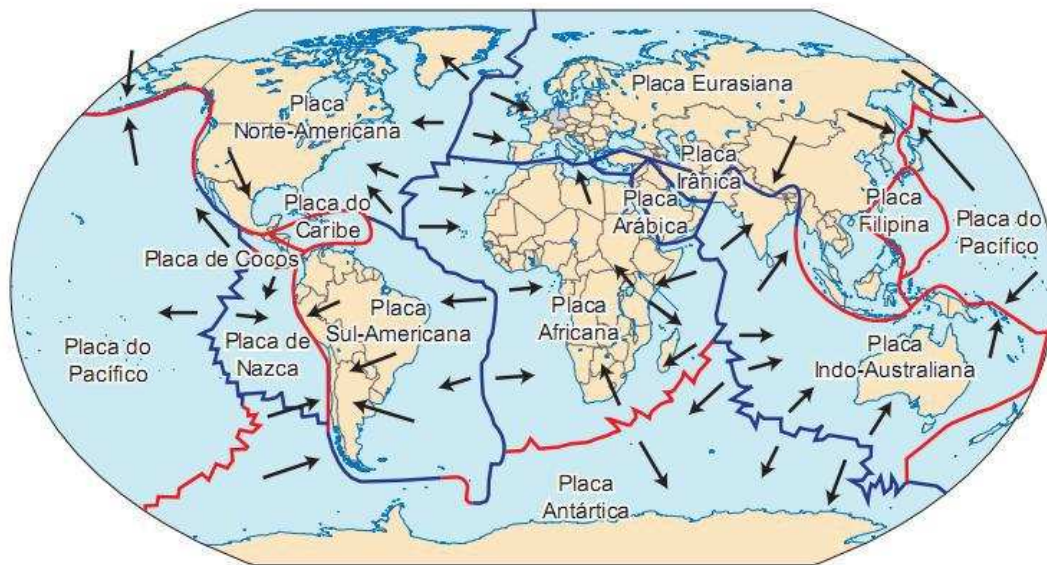 Placa Eurasiana
Placa
Norte-Americana
Placa
Irânica
Placa
Arábica
Placa do
Caribe
Placa
Filipina
Placa do
Pacífico
Placa de Cocos
Placa
Sul-Americana
Placa
Africana
Placa do
Pacífico
Placa de
Nazca
Placa
Indo-Australiana
Placa
Antártica